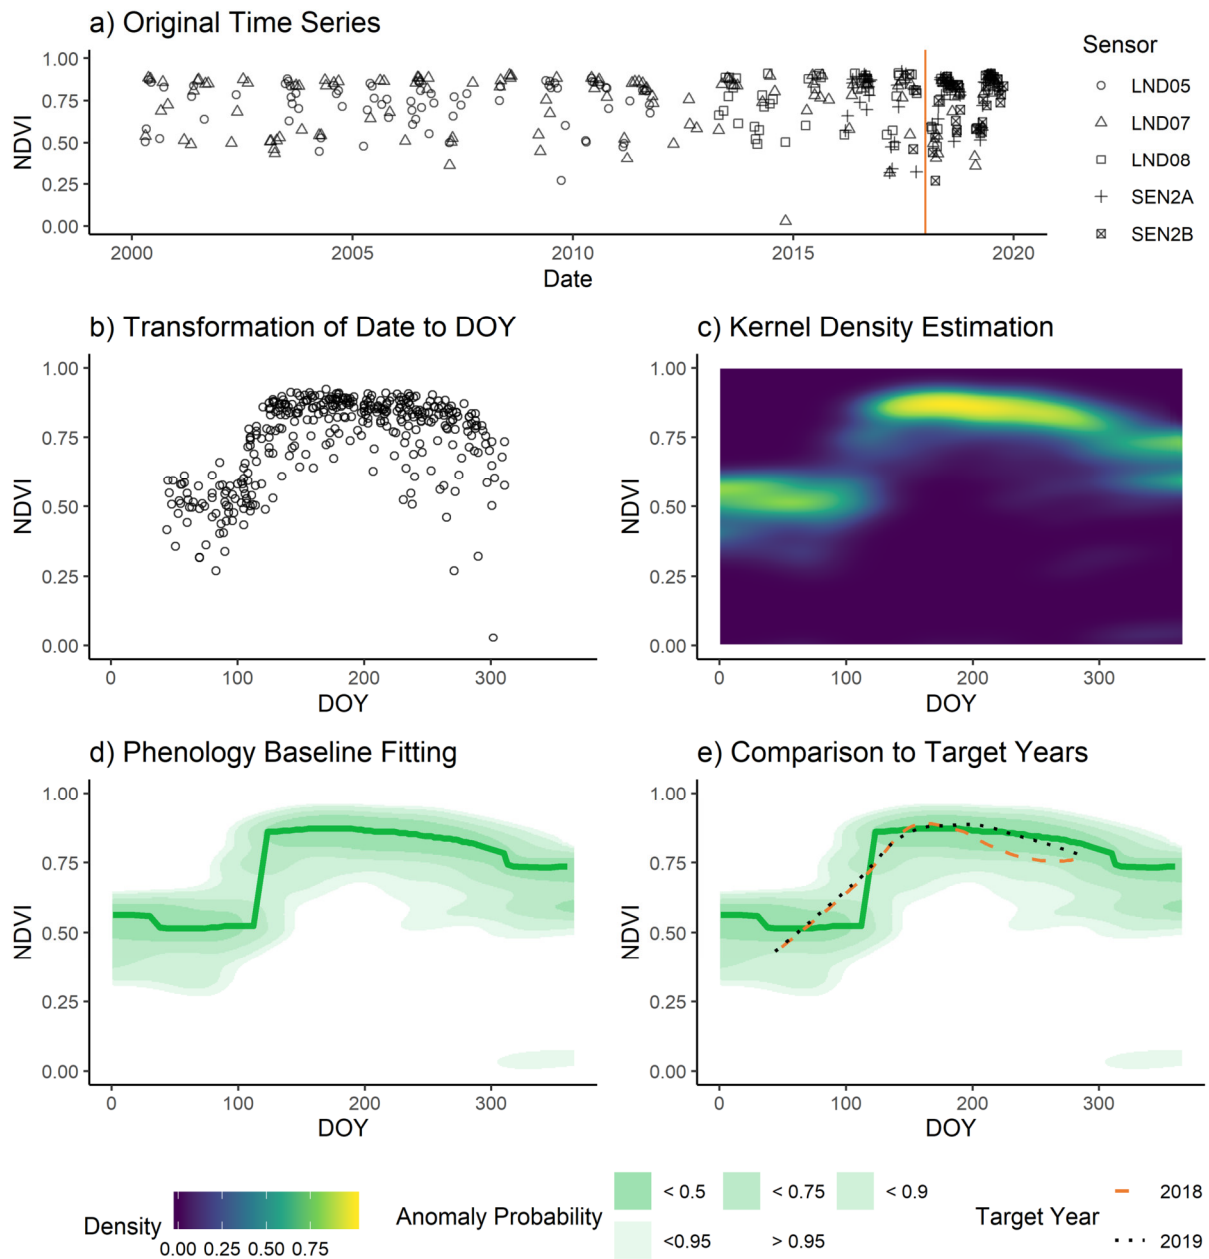 a) Original Time Series
Sensor
LND05
LND07
LND08
SEN2A
SEN2B
NDVI
1.00
0.75
0.50
0.25
0.00
2000 2005 2010 2015 2020
Date
b) Transformation of Date to DOY
NDVI
1.00
0.75
0.50
0.25
0.00
0 100 200 300
DOY
c) Kernel Density Estimation
NDVI
1.00
0.75
0.50
0.25
0.00
0 100 200 300
DOY
d) Phenology Baseline Fitting
NDVI
1.00
0.75
0.50
0.25
0.00
0 100 200 300
DOY
e) Comparison to Target Years
NDVI
1.00
0.75
0.50
0.25
0.00
0 100 200 300
DOY
Density
0.00 0.25 0.50 0.75
Anomaly Probability
< 0.5 < 0.75 < 0.9
<0.95 > 0.95
Target Year
2018
2019